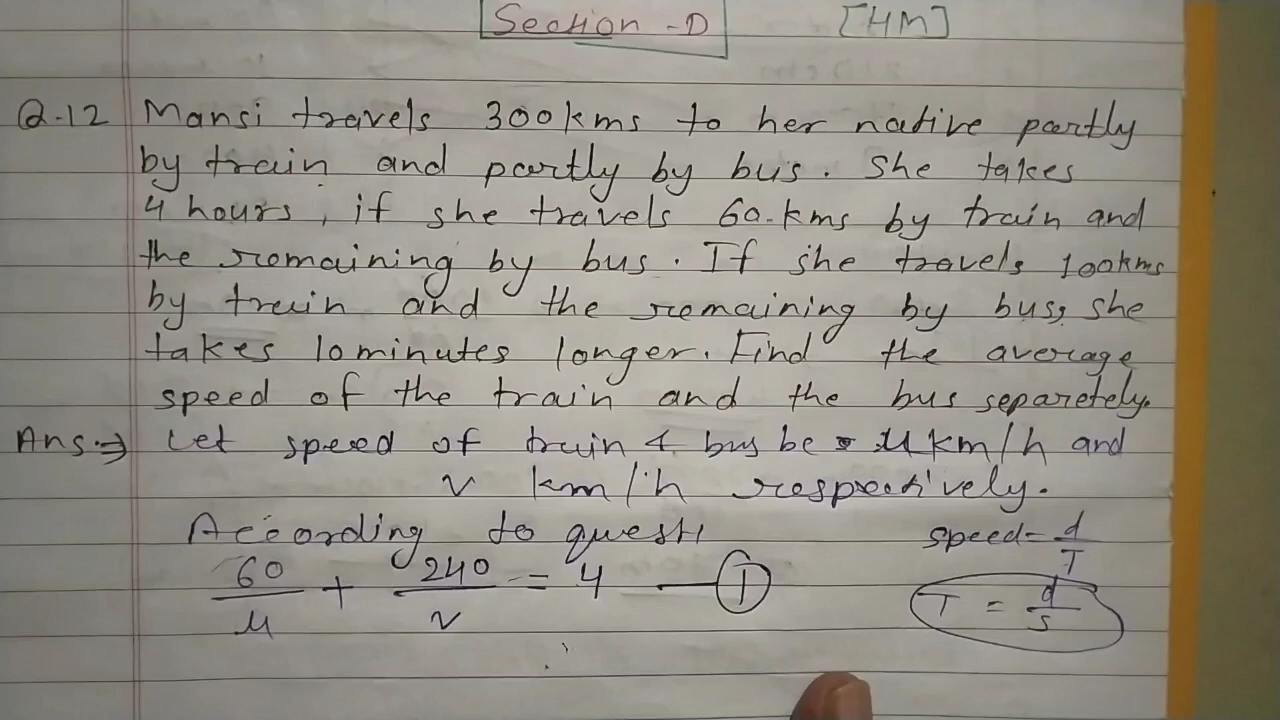 Section - D [4M]
Q.12 Mansi travels 300kms to her native partly
by train and partly by bus. She takes
4 hours, if she travels 60.kms by train and
the remaining by bus. If she travels 100kms
by train and the remaining by bus, she
takes 10minutes longer. Find the average
speed of the train and the bus separetely.
Ans.⇒ Let speed of train & bus be u km/h and
v km/h respectively.
According to questi
speed = d/T
60/u + 240/v = 4 — ①
T = d/s